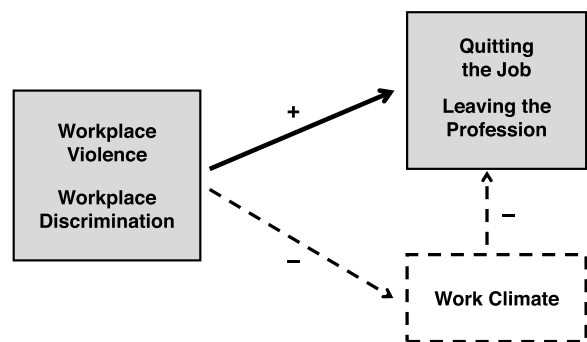 Quitting
the Job
Leaving the
Profession
+
Workplace
Violence
Workplace
Discrimination
–
–
Work Climate